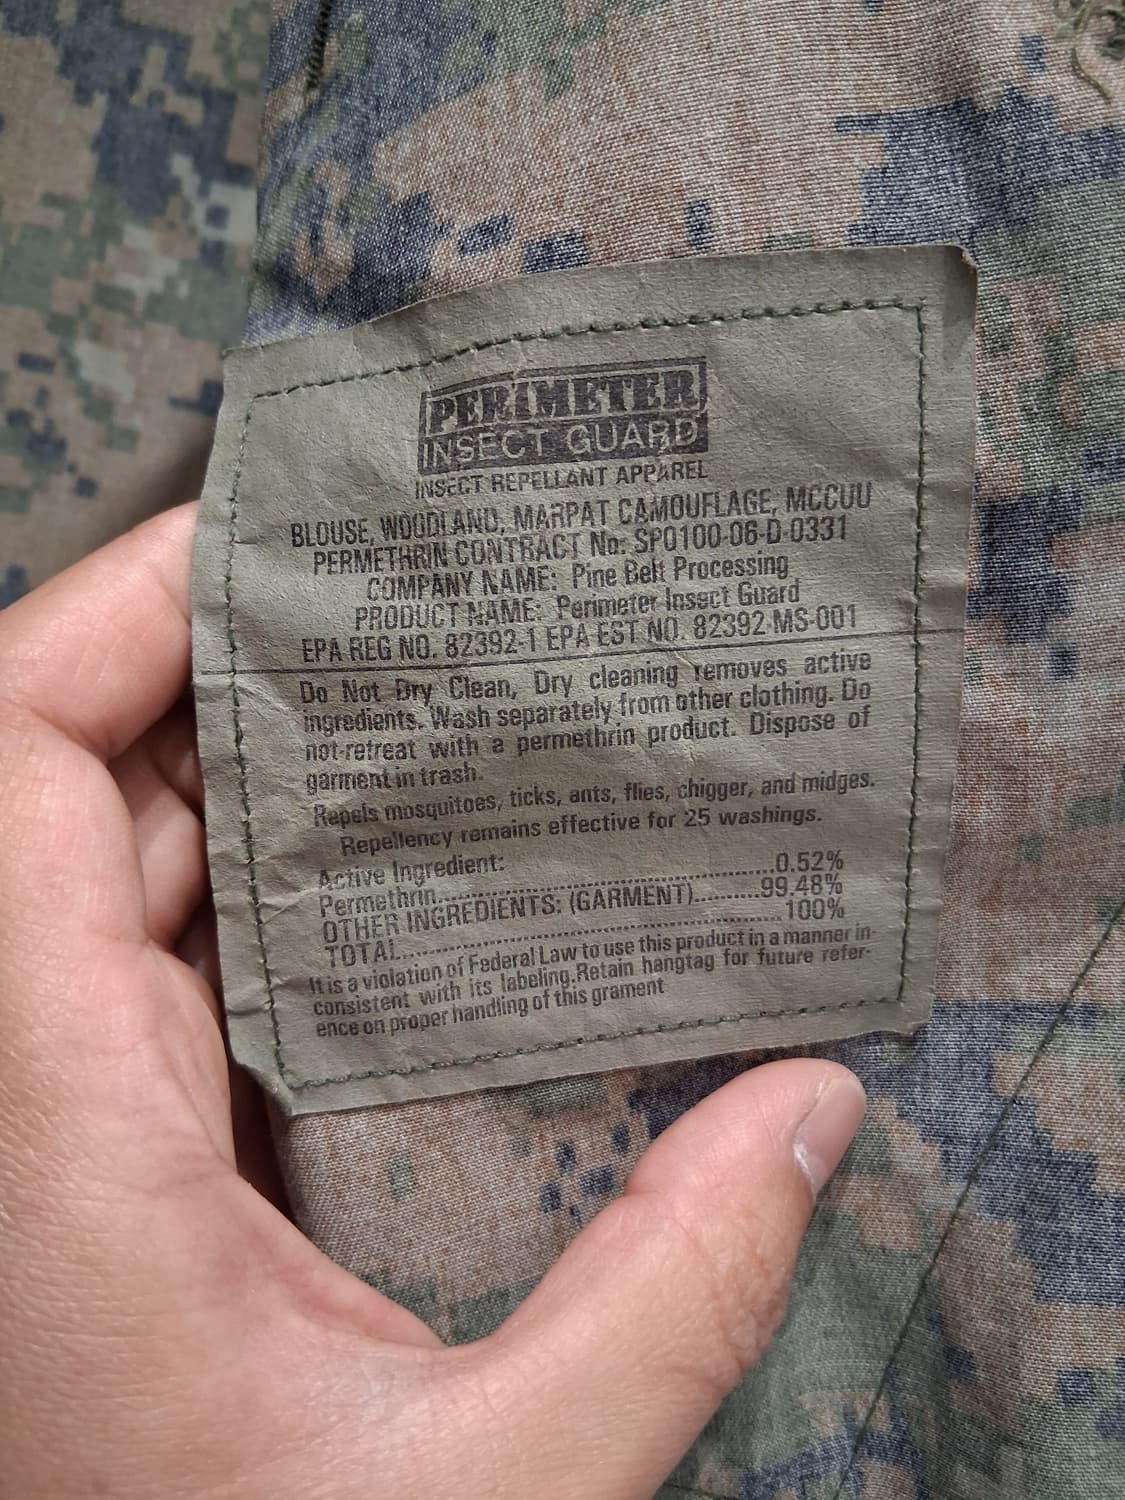 PERIMETER
INSECT GUARD
INSECT REPELLANT APPAREL
BLOUSE, WOODLAND, MARPAT CAMOUFLAGE, MCCUU
PERMETHRIN CONTRACT No: SP0100-06-D-0331
COMPANY NAME: Pine Belt Processing
PRODUCT NAME: Perimeter Insect Guard
EPA REG NO. 82392-1 EPA EST NO. 82392-MS-001
Do Not Dry Clean, Dry cleaning removes active
ingredients. Wash separately from other clothing. Do
not-retreat with a permethrin product. Dispose of
garment in trash.
Repels mosquitoes, ticks, ants, flies, chigger, and midges.
Repellency remains effective for 25 washings.
Active Ingredient:
Permethrin..............................................0.52%
OTHER INGREDIENTS: (GARMENT)..........99.48%
TOTAL....................................................100%
It is a violation of Federal Law to use this product in a manner in-
consistent with its labeling.Retain hangtag for future refer-
ence on proper handling of this grament